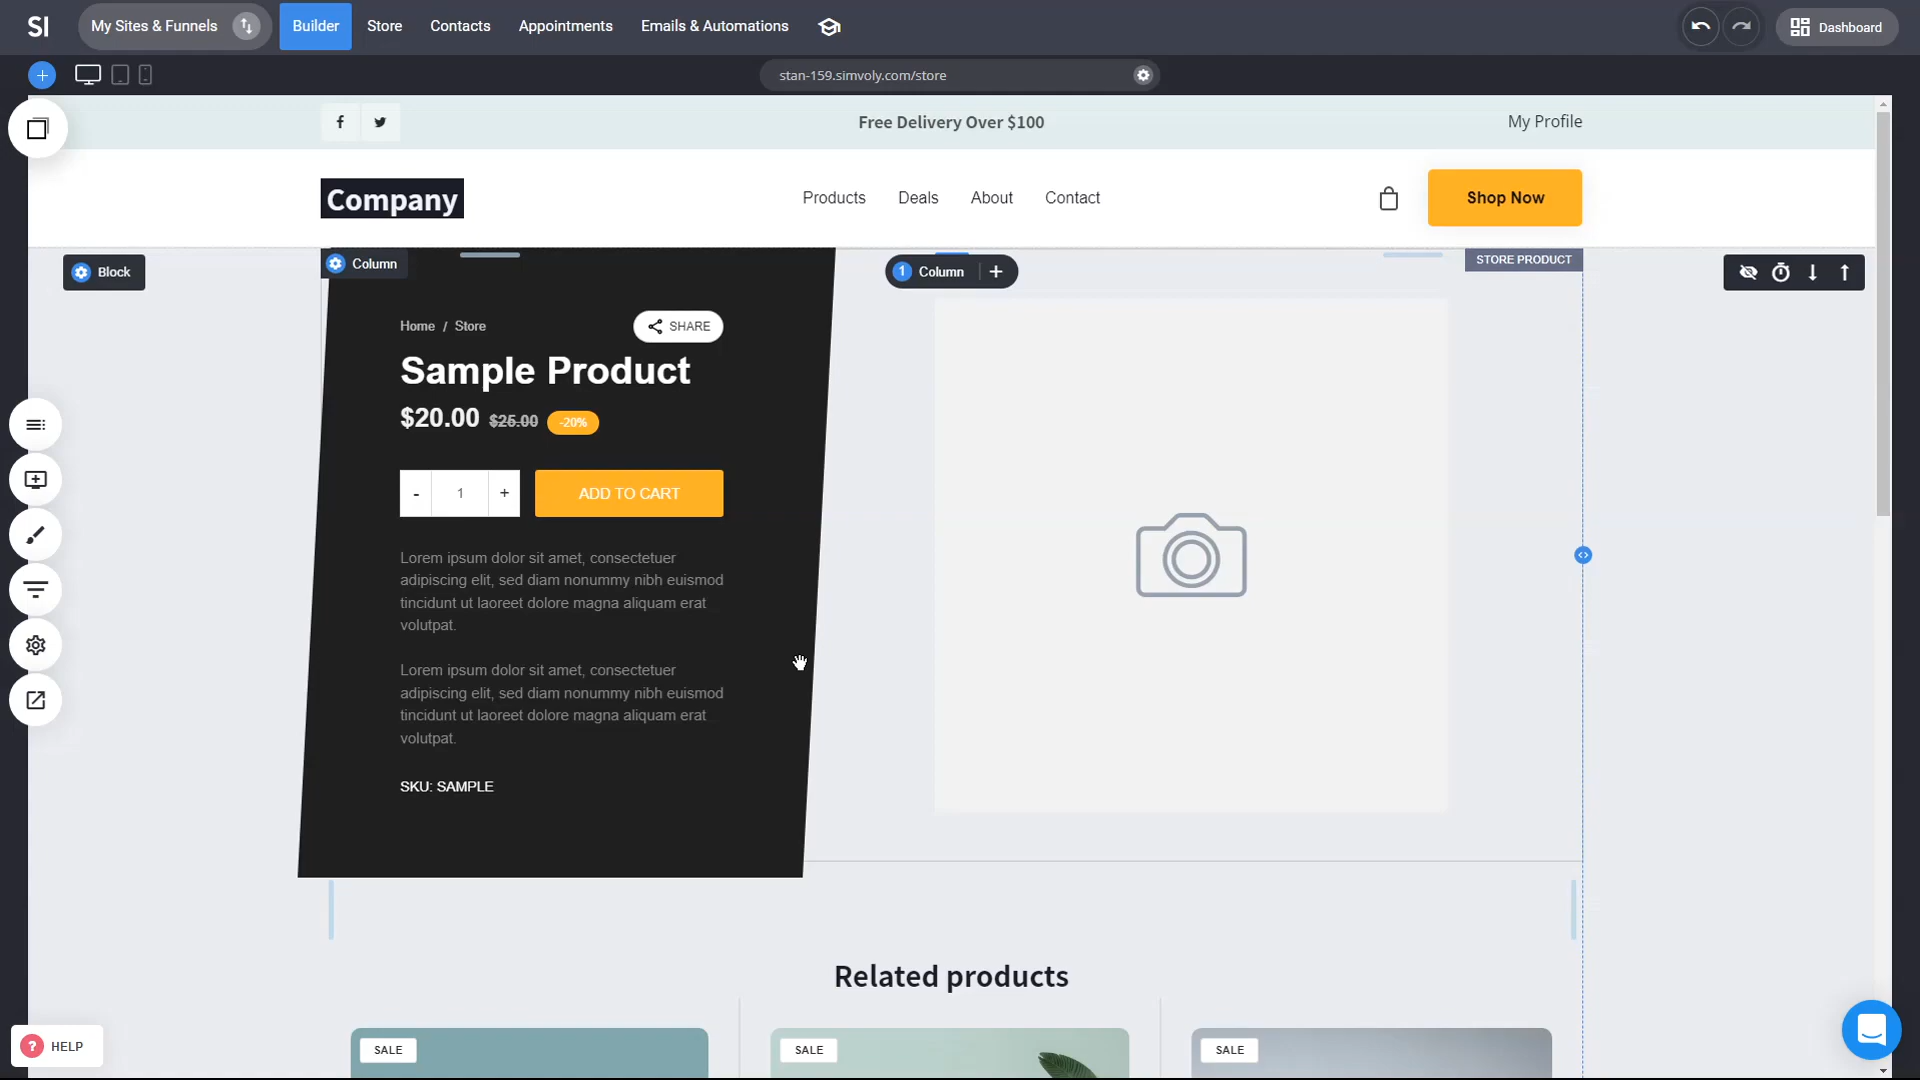 SI
My Sites & Funnels
Builder
Store
Contacts
Appointments
Emails & Automations
Dashboard
stan-159.simvoly.com/store
Free Delivery Over $100
My Profile
Company
Products
Deals
About
Contact
Shop Now
Block
Column
1 Column +
STORE PRODUCT
Home / Store
SHARE
Sample Product
$20.00 $25.00 -20%
- 1 +
ADD TO CART
Lorem ipsum dolor sit amet, consectetuer
adipiscing elit, sed diam nonummy nibh euismod
tincidunt ut laoreet dolore magna aliquam erat
volutpat.
Lorem ipsum dolor sit amet, consectetuer
adipiscing elit, sed diam nonummy nibh euismod
tincidunt ut laoreet dolore magna aliquam erat
volutpat.
SKU: SAMPLE
Related products
SALE
SALE
SALE
? HELP